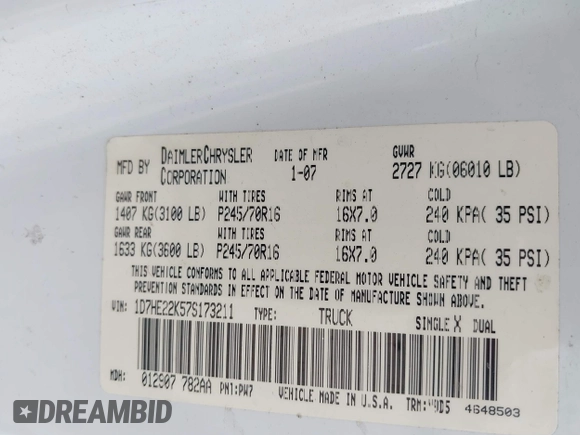 MFD BY DAIMLERCHRYSLER CORPORATION DATE OF MFR 1-07 GVWR 2727 KG(06010 LB)
GAWR FRONT WITH TIRES RIMS AT COLD
1407 KG(3100 LB) P245/70R16 16X7.0 240 KPA( 35 PSI)
GAWR REAR WITH TIRES RIMS AT COLD
1633 KG(3600 LB) P245/70R16 16X7.0 240 KPA( 35 PSI)
THIS VEHICLE CONFORMS TO ALL APPLICABLE FEDERAL MOTOR VEHICLE SAFETY AND THEFT
PREVENTION STANDARDS IN EFFECT ON THE DATE OF MANUFACTURE SHOWN ABOVE.
VIN: 1D7HE22K57S173211 TYPE: TRUCK SINGLE X DUAL
MDH: 012907 782AA PNT:PW7 VEHICLE MADE IN U.S.A. TRM: 4648503
DREAMBID